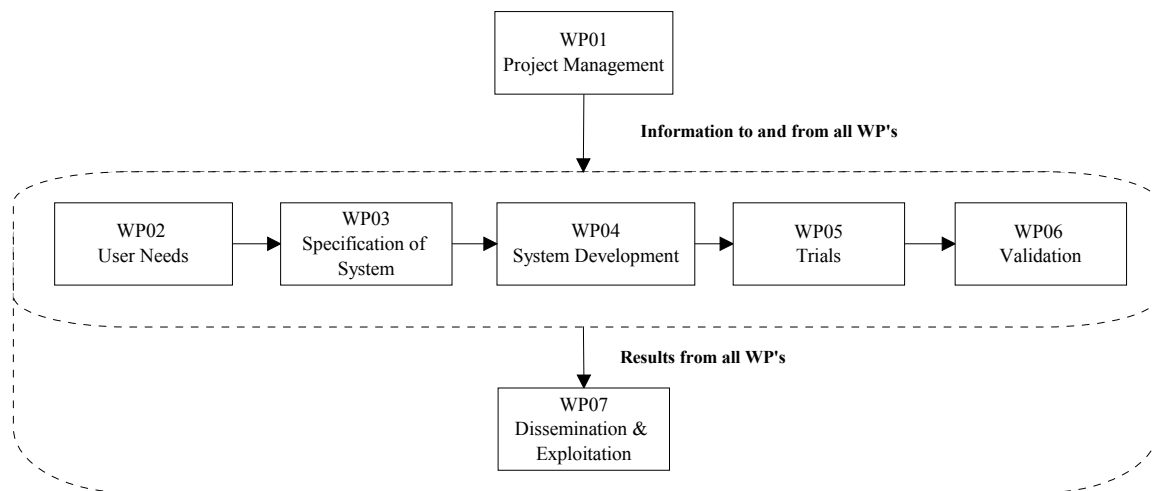 WP01
Project Management
Information to and from all WP's
WP02
User Needs
WP03
Specification of
System
WP04
System Development
WP05
Trials
WP06
Validation
Results from all WP's
WP07
Dissemination &
Exploitation